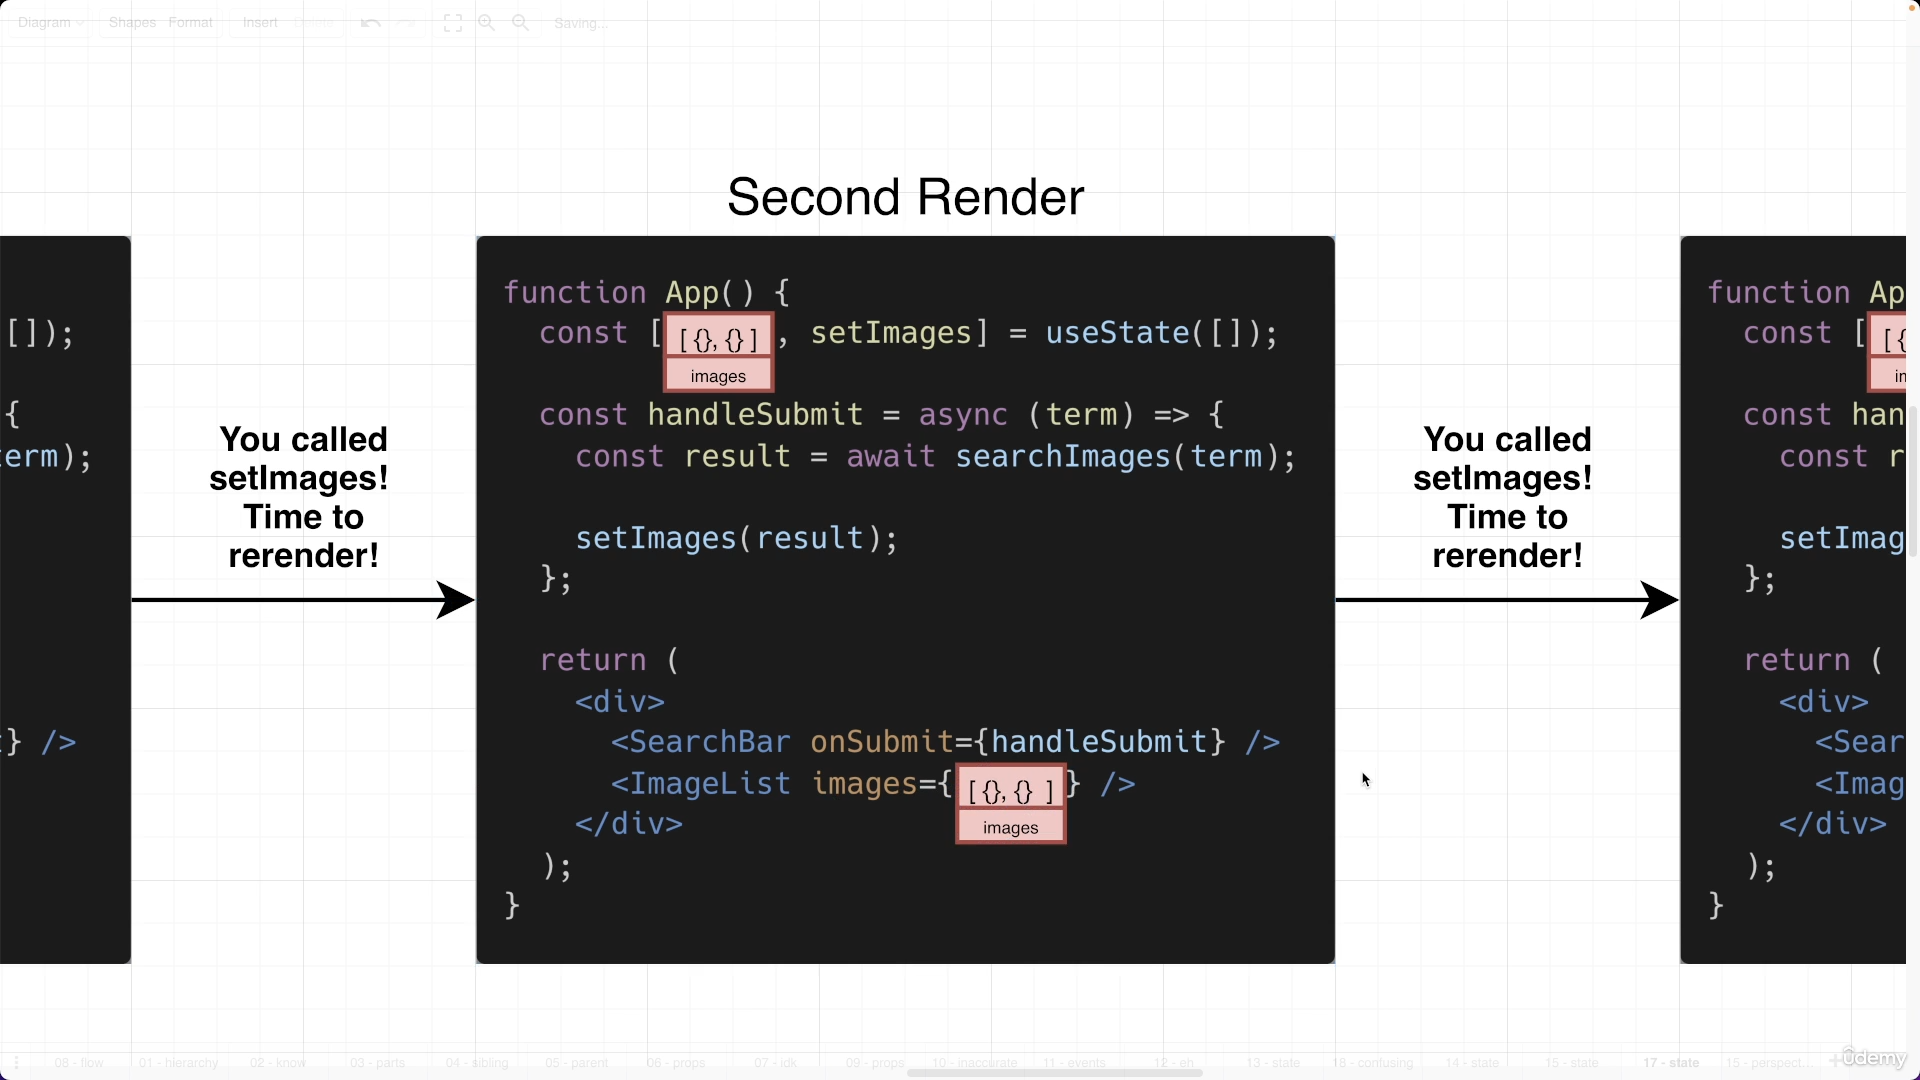 Diagram Shapes Format Insert Saving...
Second Render
[]);
{
term);
} />
You called
setImages!
Time to
rerender!
function App() {
const [ [ {}, {} ] , setImages] = useState([]);
images
const handleSubmit = async (term) => {
const result = await searchImages(term);
setImages(result);
};
return (
<div>
<SearchBar onSubmit={handleSubmit} />
<ImageList images={ [ {}, {} ] } />
images
</div>
);
}
You called
setImages!
Time to
rerender!
function Ap
const [ [ {
in
const han
const r
setImag
};
return (
<div>
<Sear
<Imag
</div>
);
}
08 - flow 01 - hierarchy 02 - know 03 - parts 04 - sibling 05 - parent 06 - props 07 - idk 09 - props 10 - inaccurate 11 - events 12 - eh 13 - state 18 - confusing 14 - state 15 - state 17 - state 15 - perspect...
ûdemy